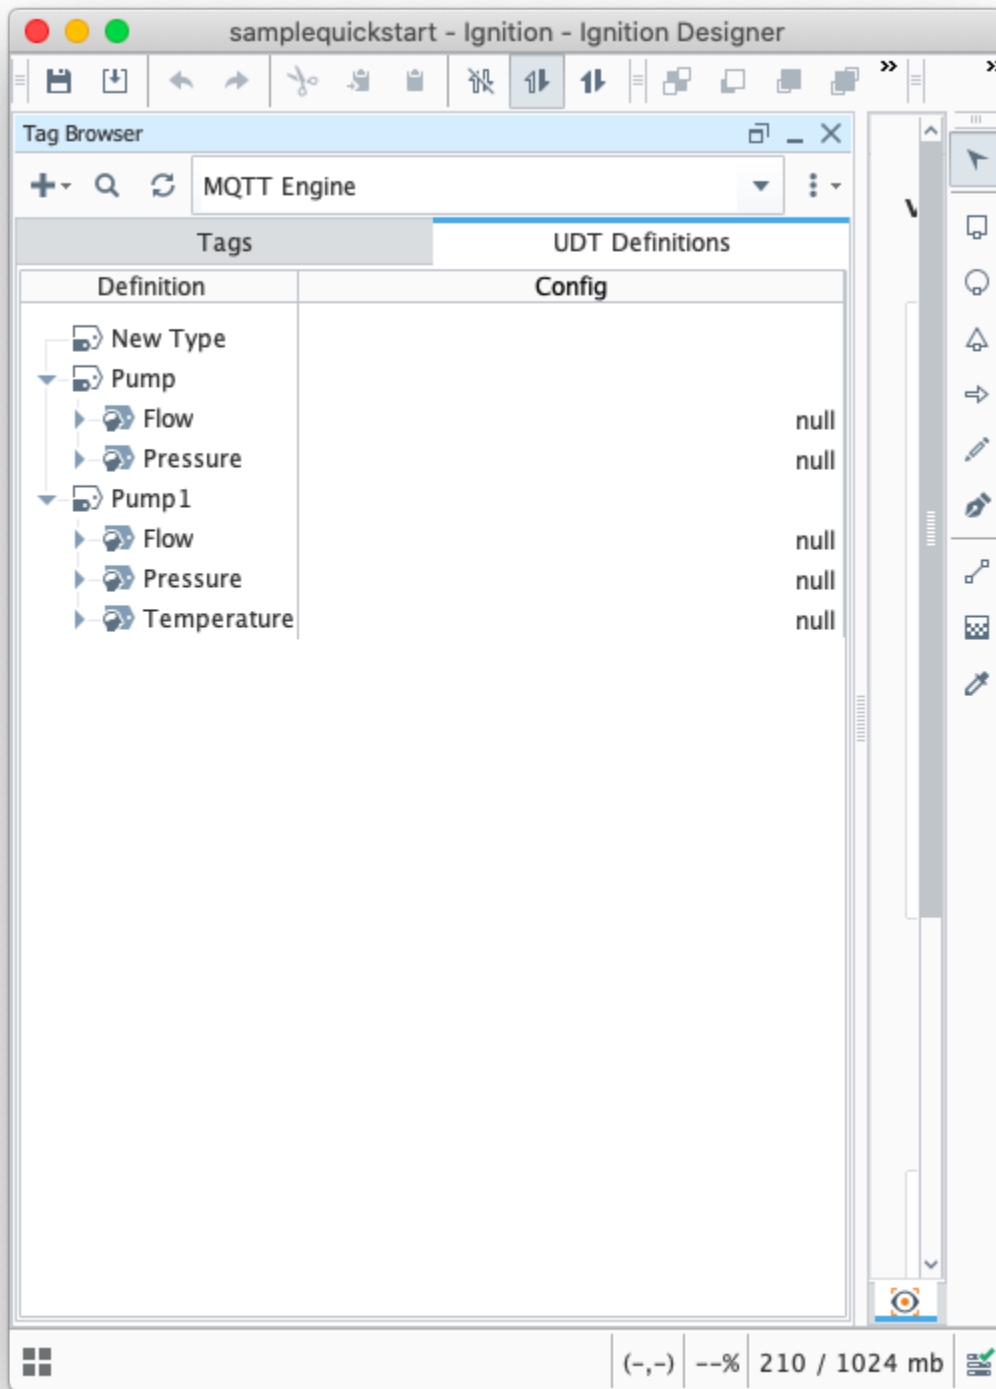 samplequickstart - Ignition - Ignition Designer
Tag Browser
MQTT Engine
Tags UDT Definitions
Definition Config
New Type
Pump
Flow null
Pressure null
Pump1
Flow null
Pressure null
Temperature null
(-,-) --% 210 / 1024 mb